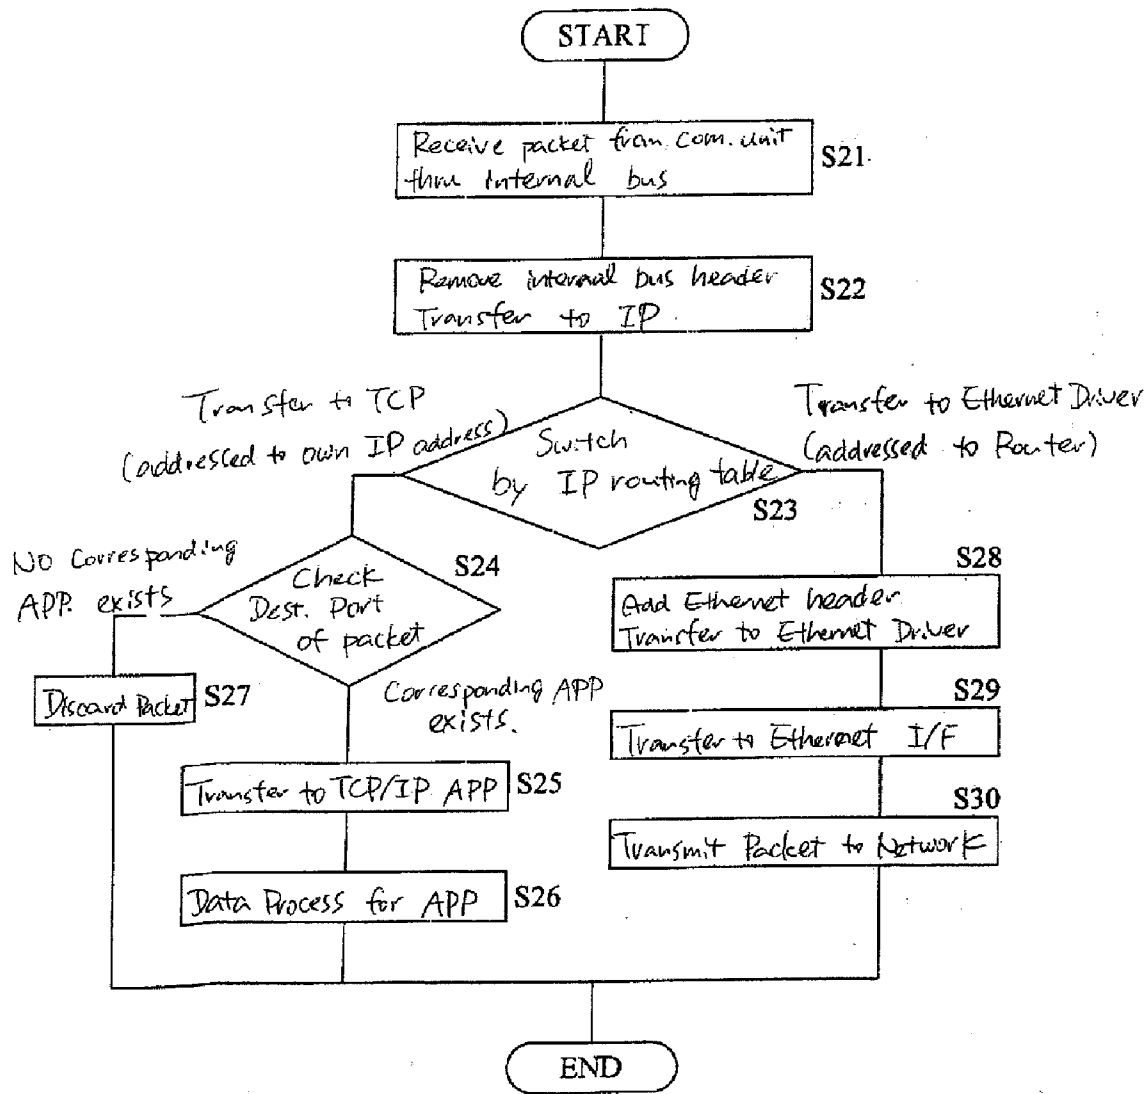 START
Receive packet from com. unit
thru internal bus
S21
Remove internal bus header
Transfer to IP
S22
Transfer to TCP
(addressed to own IP address)
Transfer to Ethernet Driver
(addressed to Router)
Switch
by IP routing table
S23
No Corresponding
APP. exists
S24
Check
Dest. Port
of packet
S28
Add Ethernet header
Transfer to Ethernet Driver
Discard Packet
S27
Corresponding APP
exists.
S29
Transfer to Ethernet I/F
Transfer to TCP/IP APP
S25
S30
Transmit Packet to Network
Data Process for APP
S26
END